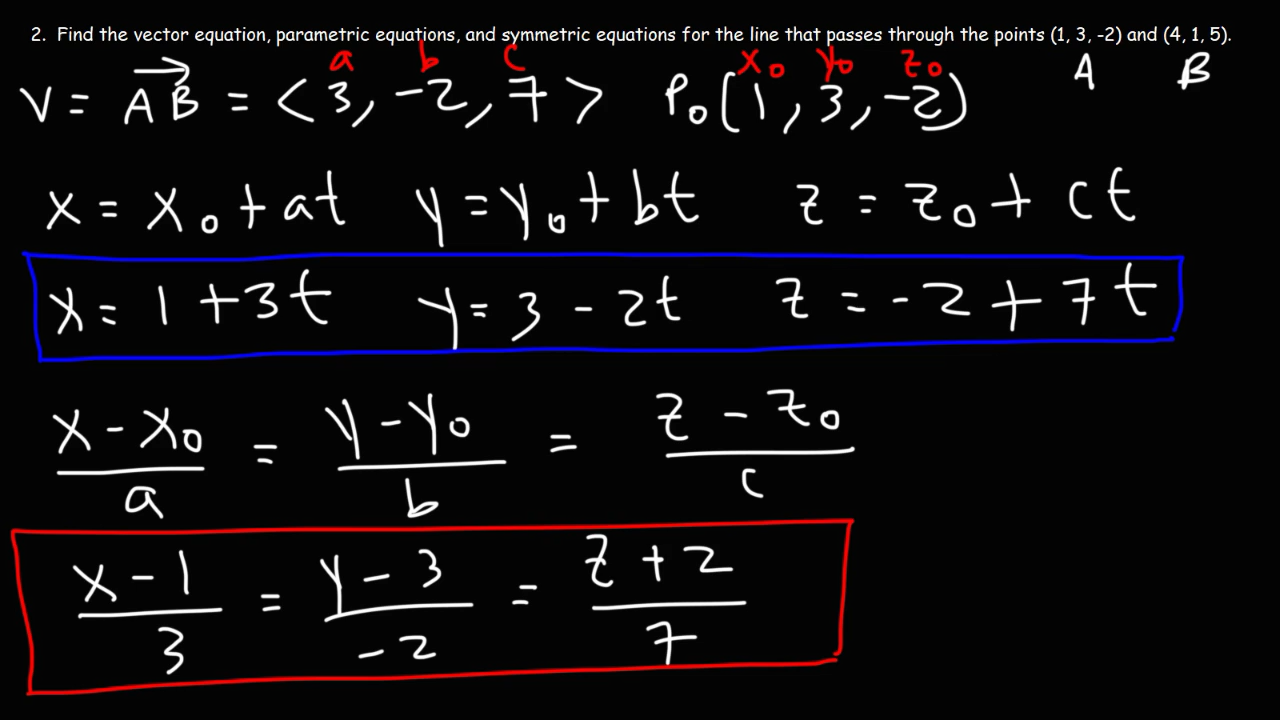 2. Find the vector equation, parametric equations, and symmetric equations for the line that passes through the points (1, 3, -2) and (4, 1, 5).
a b c x₀ y₀ z₀ A B
V = A⃗B⃗ = <3, -2, 7> P₀(1, 3, -2)
x = x₀ + at y = y₀ + bt z = z₀ + ct
x = 1 + 3t y = 3 - 2t z = -2 + 7t
x - x₀ / a = y - y₀ / b = z - z₀ / c
x - 1 / 3 = y - 3 / -2 = z + 2 / 7